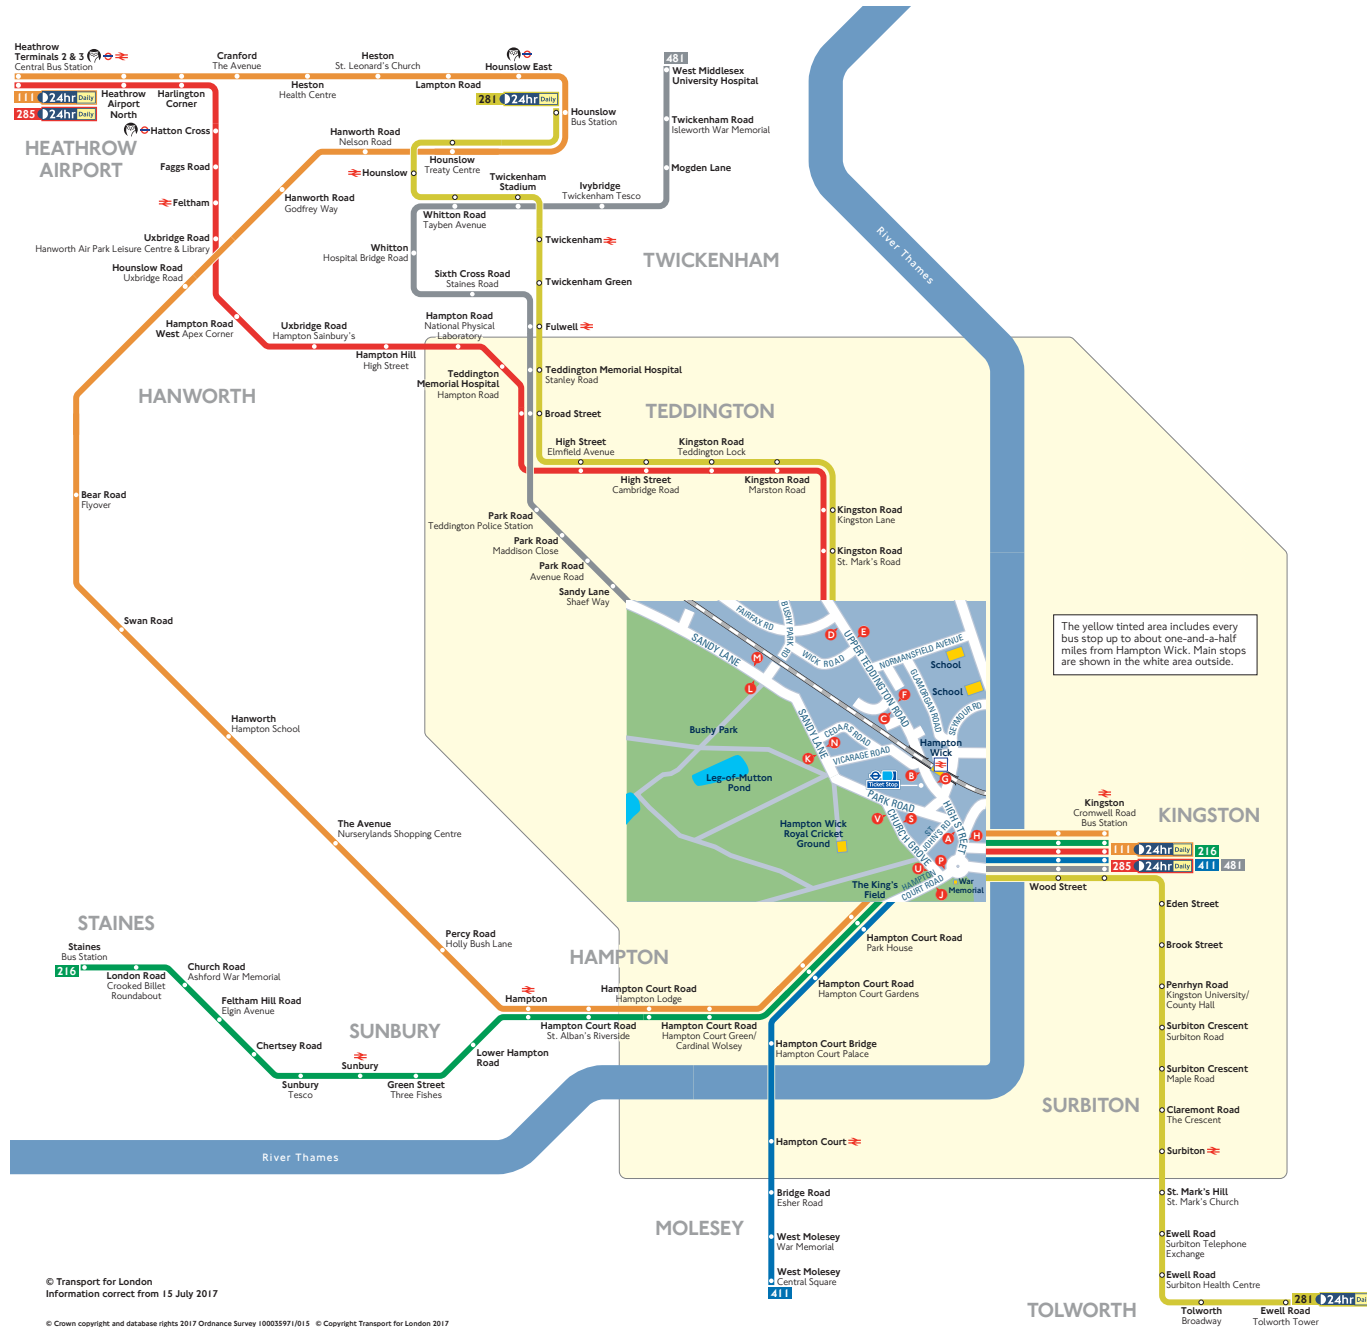 Heathrow
Terminals 2 & 3
Central Bus Station
111 24hr Daily
285 24hr Daily
Heathrow
Airport
North
Harlington
Corner
Cranford
The Avenue
Heston
Health Centre
Heston
St. Leonard's Church
Lampton Road
Hounslow East
281 24hr Daily
Hounslow
Bus Station
481
West Middlesex
University Hospital
Twickenham Road
Isleworth War Memorial
Mogden Lane
Ivybridge
Twickenham Tesco
Twickenham
Stadium
Whitton Road
Tayben Avenue
Hounslow
Treaty Centre
Hounslow
Hanworth Road
Nelson Road
Hanworth Road
Godfrey Way
HEATHROW
AIRPORT
Hatton Cross
Faggs Road
Feltham
Uxbridge Road
Hanworth Air Park Leisure Centre & Library
Hounslow Road
Uxbridge Road
Hampton Road
West Apex Corner
Uxbridge Road
Hampton Sainbury's
Hampton Hill
High Street
Hampton Road
National Physical
Laboratory
Teddington
Memorial Hospital
Hampton Road
Whitton
Hospital Bridge Road
Sixth Cross Road
Staines Road
TWICKENHAM
Twickenham
Twickenham Green
Fulwell
Teddington Memorial Hospital
Stanley Road
Broad Street
TEDDINGTON
High Street
Elmfield Avenue
High Street
Cambridge Road
Kingston Road
Teddington Lock
Kingston Road
Marston Road
Kingston Road
Kingston Lane
Kingston Road
St. Mark's Road
River Thames
HANWORTH
Bear Road
Flyover
Swan Road
Hanworth
Hampton School
The Avenue
Nurserylands Shopping Centre
Percy Road
Holly Bush Lane
Park Road
Teddington Police Station
Park Road
Maddison Close
Park Road
Avenue Road
Sandy Lane
Shaef Way
The yellow tinted area includes every
bus stop up to about one-and-a-half
miles from Hampton Wick. Main stops
are shown in the white area outside.
FAIRFAX RD
BUSHY PARK RD
WICK ROAD
SANDY LANE
UPPER TEDDINGTON ROAD
NORMANSFIELD AVENUE
GLAMORGAN ROAD
SEYMOUR RD
School
School
D
E
M
L
F
C
Bushy Park
Leg-of-Mutton
Pond
SANDY LANE
CEDARS ROAD
VICARAGE ROAD
N
K
Hampton
Wick
Ticket Stop
B
G
PARK ROAD
HIGH STREET
CHURCH GROVE
ST. JOHN'S RD
V
S
A
H
P
U
J
Hampton Wick
Royal Cricket
Ground
HAMPTON
COURT ROAD
The King's
Field
War
Memorial
Kingston
Cromwell Road
Bus Station
KINGSTON
111 24hr Daily 216
285 24hr Daily 411 481
Wood Street
Eden Street
Brook Street
Penrhyn Road
Kingston University/
County Hall
Surbiton Crescent
Surbiton Road
Surbiton Crescent
Maple Road
Claremont Road
The Crescent
SURBITON
Surbiton
St. Mark's Hill
St. Mark's Church
Ewell Road
Surbiton Telephone
Exchange
Ewell Road
Surbiton Health Centre
TOLWORTH
Tolworth
Broadway
Ewell Road
Tolworth Tower
281 24hr Dai
STAINES
Staines
Bus Station
216
London Road
Crooked Billet
Roundabout
Church Road
Ashford War Memorial
Feltham Hill Road
Elgin Avenue
Chertsey Road
SUNBURY
Sunbury
Tesco
Sunbury
Green Street
Three Fishes
Lower Hampton
Road
HAMPTON
Hampton
Hampton Court Road
St. Alban's Riverside
Hampton Court Road
Hampton Lodge
Hampton Court Road
Hampton Court Green/
Cardinal Wolsey
Hampton Court Road
Park House
Hampton Court Road
Hampton Court Gardens
Hampton Court Bridge
Hampton Court Palace
Hampton Court
River Thames
MOLESEY
Bridge Road
Esher Road
West Molesey
War Memorial
West Molesey
Central Square
411
© Transport for London
Information correct from 15 July 2017
© Crown copyright and database rights 2017 Ordnance Survey 100035971/015 © Copyright Transport for London 2017